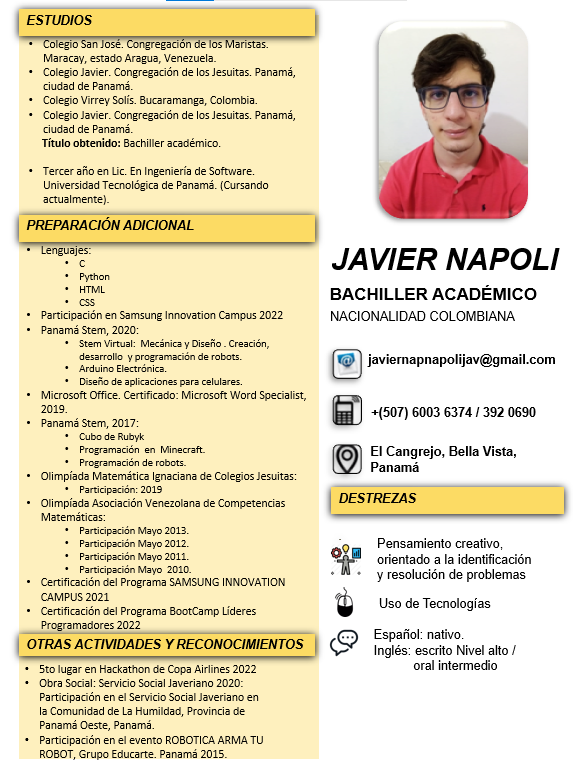 ESTUDIOS
• Colegio San José. Congregación de los Maristas.
Maracay, estado Aragua, Venezuela.
• Colegio Javier. Congregación de los Jesuitas. Panamá,
ciudad de Panamá.
• Colegio Virrey Solís. Bucaramanga, Colombia.
• Colegio Javier. Congregación de los Jesuitas. Panamá,
ciudad de Panamá.
Título obtenido: Bachiller académico.
• Tercer año en Lic. En Ingeniería de Software.
Universidad Tecnológica de Panamá. (Cursando
actualmente).
PREPARACIÓN ADICIONAL
• Lenguajes:
• C
• Python
• HTML
• CSS
• Participación en Samsung Innovation Campus 2022
• Panamá Stem, 2020:
• Stem Virtual: Mecánica y Diseño . Creación,
desarrollo y programación de robots.
• Arduino Electrónica.
• Diseño de aplicaciones para celulares.
• Microsoft Office. Certificado: Microsoft Word Specialist,
2019.
• Panamá Stem, 2017:
• Cubo de Rubyk
• Programación en Minecraft.
• Programación de robots.
• Olimpíada Matemática Ignaciana de Colegios Jesuitas:
• Participación: 2019
• Olimpíada Asociación Venezolana de Competencias
Matemáticas:
• Participación Mayo 2013.
• Participación Mayo 2012.
• Participación Mayo 2011.
• Participación Mayo 2010.
• Certificación del Programa SAMSUNG INNOVATION
CAMPUS 2021
• Certificación del Programa BootCamp Líderes
Programadores 2022
OTRAS ACTIVIDADES Y RECONOCIMIENTOS
• 5to lugar en Hackathon de Copa Airlines 2022
• Obra Social: Servicio Social Javeriano 2020:
Participación en el Servicio Social Javeriano en
la Comunidad de La Humildad, Provincia de
Panamá Oeste, Panamá.
• Participación en el evento ROBOTICA ARMA TU
ROBOT, Grupo Educarte. Panamá 2015.
JAVIER NAPOLI
BACHILLER ACADÉMICO
NACIONALIDAD COLOMBIANA
javiernapnapolijav@gmail.com
+(507) 6003 6374 / 392 0690
El Cangrejo, Bella Vista,
Panamá
DESTREZAS
Pensamiento creativo,
orientado a la identificación
y resolución de problemas
Uso de Tecnologías
Español: nativo.
Inglés: escrito Nivel alto /
oral intermedio